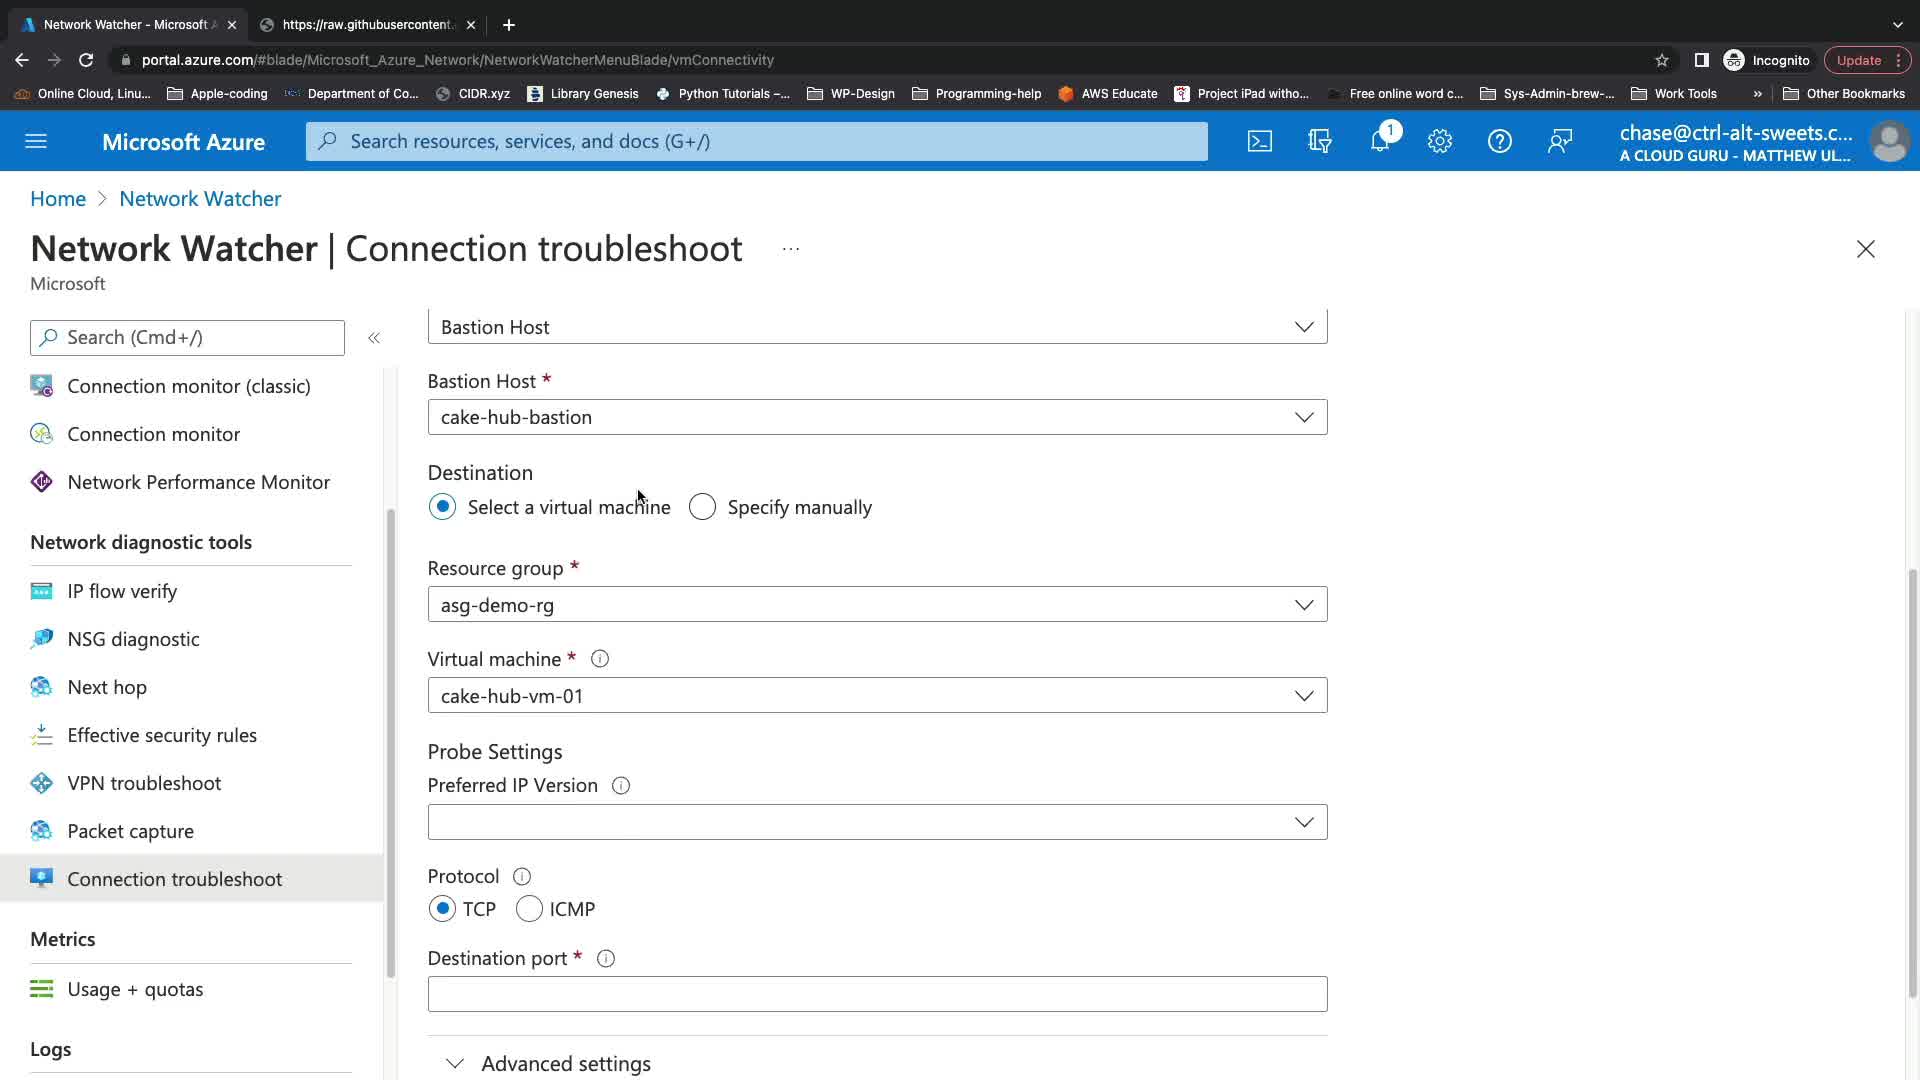 Network Watcher - Microsoft A
https://raw.githubusercontent.
portal.azure.com/#blade/Microsoft_Azure_Network/NetworkWatcherMenuBlade/vmConnectivity
Incognito
Update
Online Cloud, Linu...
Apple-coding
Department of Co...
CIDR.xyz
Library Genesis
Python Tutorials –...
WP-Design
Programming-help
AWS Educate
Project iPad witho...
Free online word c...
Sys-Admin-brew-...
Work Tools
»
Other Bookmarks
Microsoft Azure
Search resources, services, and docs (G+/)
1
chase@ctrl-alt-sweets.c...
A CLOUD GURU - MATTHEW UL...
Home > Network Watcher
Network Watcher | Connection troubleshoot ...
Microsoft
Search (Cmd+/)
«
Connection monitor (classic)
Connection monitor
Network Performance Monitor
Network diagnostic tools
IP flow verify
NSG diagnostic
Next hop
Effective security rules
VPN troubleshoot
Packet capture
Connection troubleshoot
Metrics
Usage + quotas
Logs
Bastion Host
Bastion Host *
cake-hub-bastion
Destination
Select a virtual machine
Specify manually
Resource group *
asg-demo-rg
Virtual machine *
cake-hub-vm-01
Probe Settings
Preferred IP Version
Protocol
TCP
ICMP
Destination port *
Advanced settings